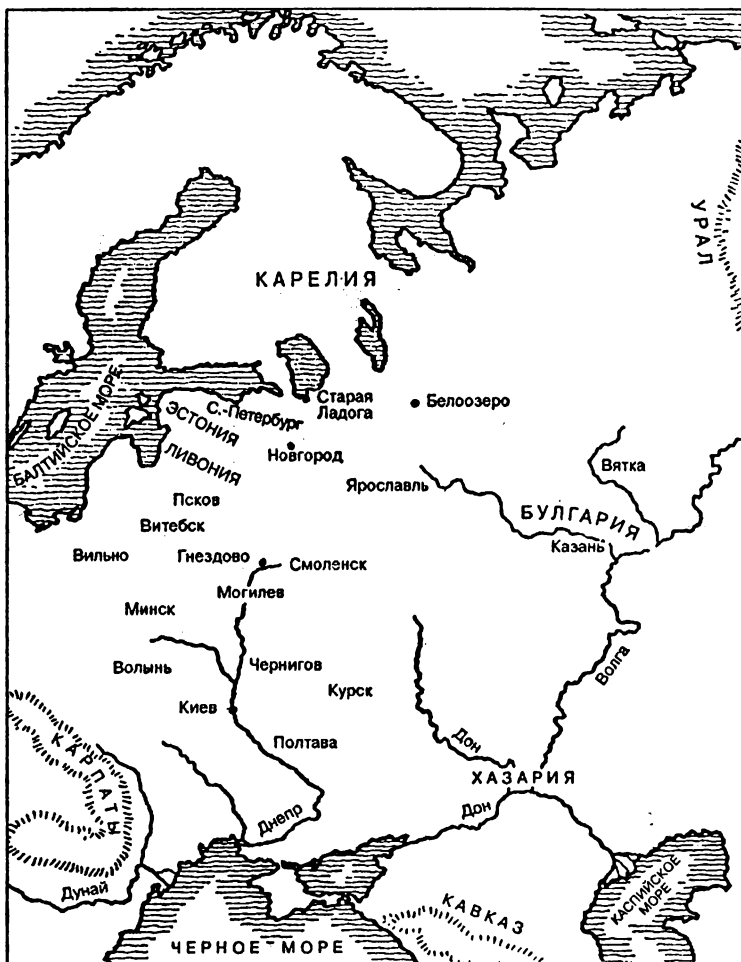 УРАЛ
КАРЕЛИЯ
Старая
Ладога
Белоозеро
С.-Петербург
БАЛТИЙСКОЕ МОРЕ
ЭСТОНИЯ
ЛИВОНИЯ
Новгород
Вятка
Ярославль
Псков
БУЛГАРИЯ
Витебск
Казань
Вильно
Гнездово
Смоленск
Могилев
Минск
Волга
Волынь
Чернигов
Курск
Киев
Полтава
Дон
КАРПАТЫ
ХАЗАРИЯ
Дон
Днепр
Дунай
КАСПИЙСКОЕ
МОРЕ
КАВКАЗ
ЧЕРНОЕ МОРЕ